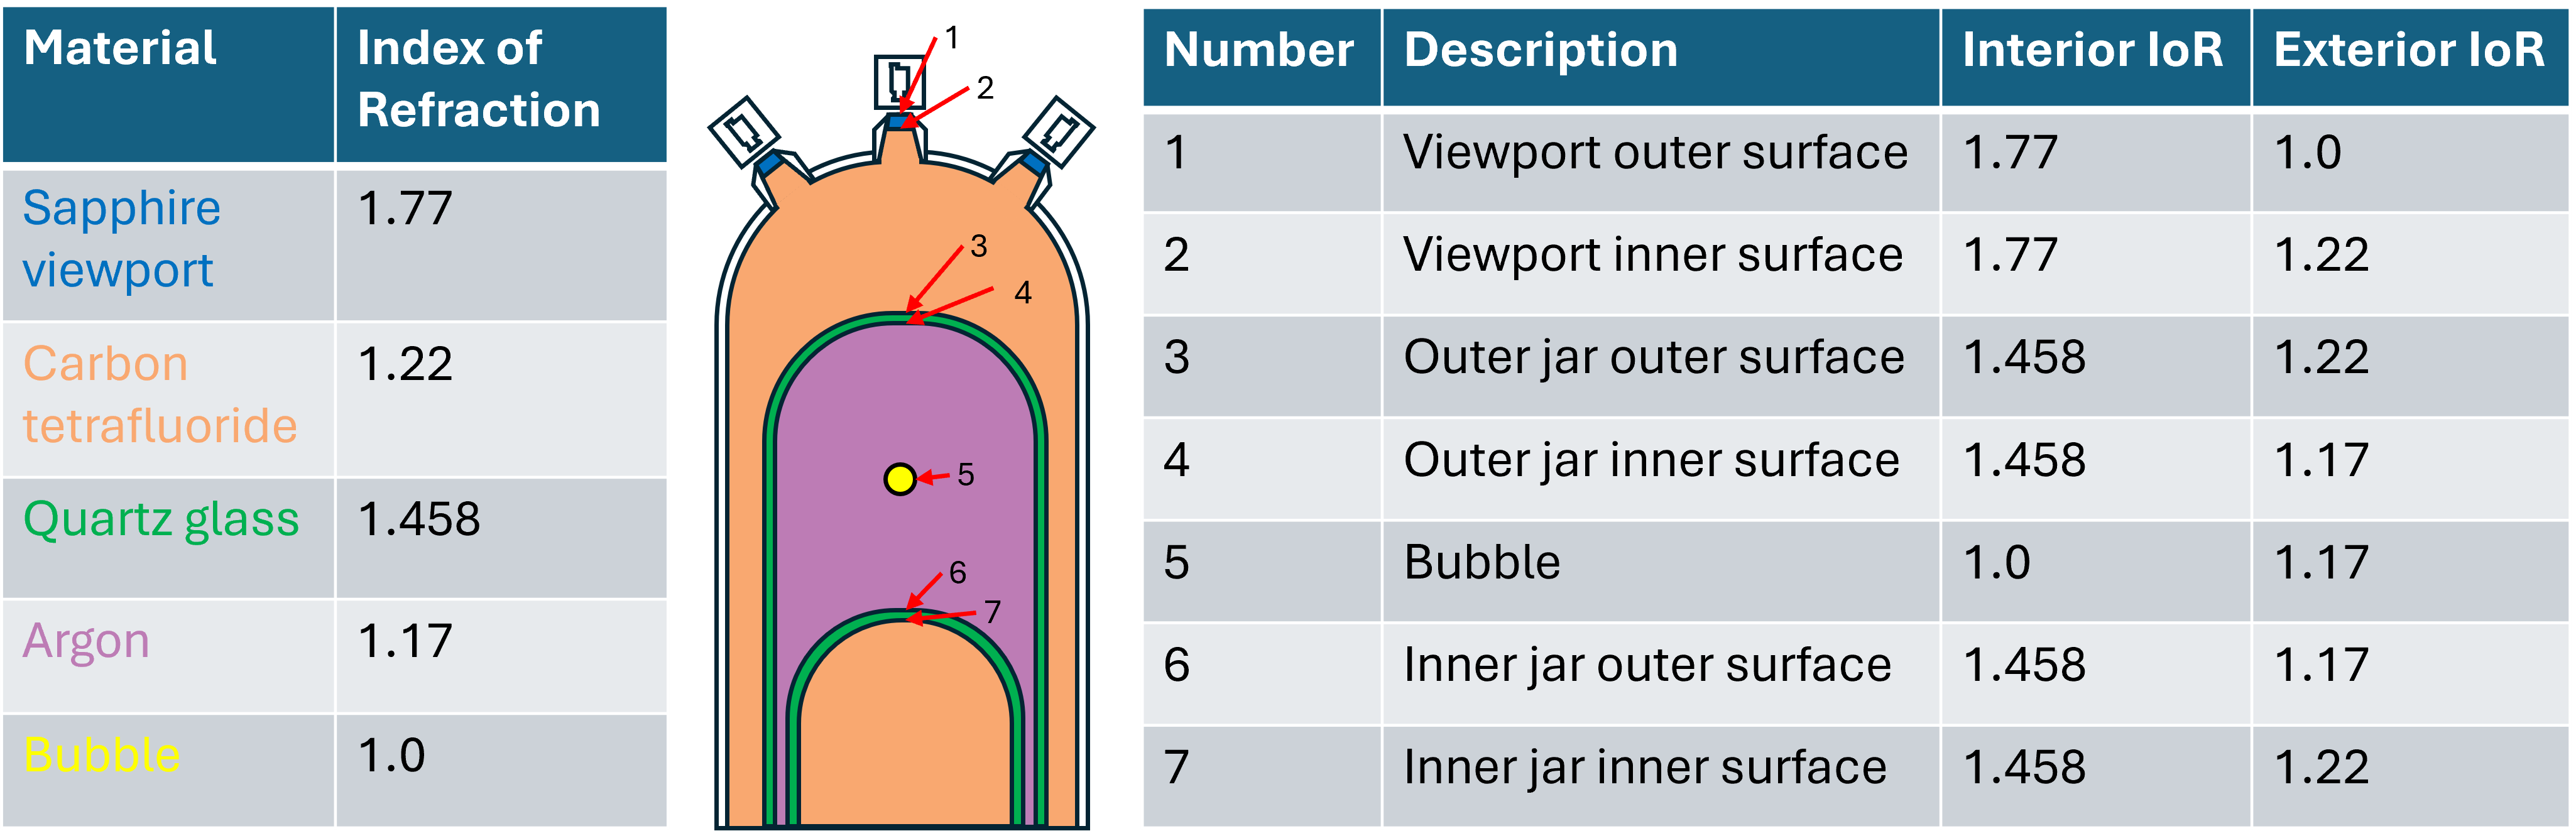 Material Index of
Refraction
Sapphire
viewport 1.77
Carbon
tetrafluoride 1.22
Quartz glass 1.458
Argon 1.17
Bubble 1.0
1
2
3
4
5
6
7
Number Description Interior IoR Exterior IoR
1 Viewport outer surface 1.77 1.0
2 Viewport inner surface 1.77 1.22
3 Outer jar outer surface 1.458 1.22
4 Outer jar inner surface 1.458 1.17
5 Bubble 1.0 1.17
6 Inner jar outer surface 1.458 1.17
7 Inner jar inner surface 1.458 1.22